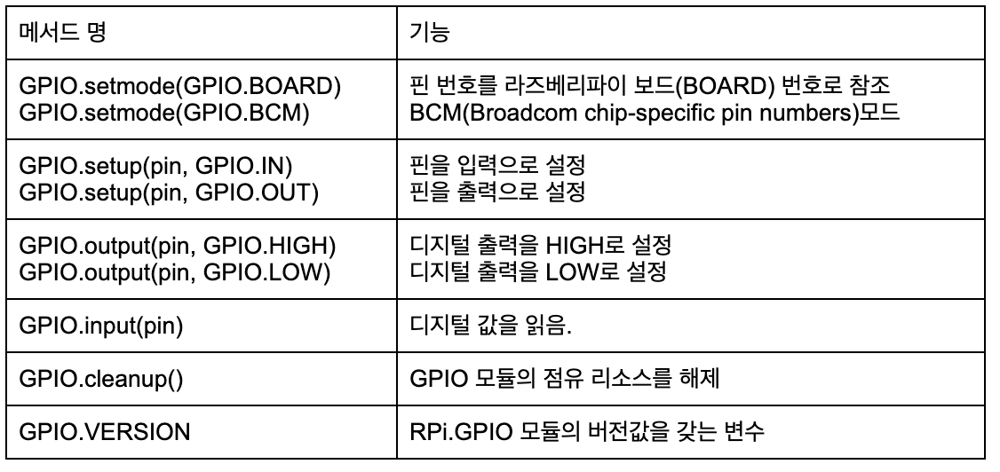 메서드 명
기능
GPIO.setmode(GPIO.BOARD)
GPIO.setmode(GPIO.BCM)
핀 번호를 라즈베리파이 보드(BOARD) 번호로 참조
BCM(Broadcom chip-specific pin numbers)모드
GPIO.setup(pin, GPIO.IN)
GPIO.setup(pin, GPIO.OUT)
핀을 입력으로 설정
핀을 출력으로 설정
GPIO.output(pin, GPIO.HIGH)
GPIO.output(pin, GPIO.LOW)
디지털 출력을 HIGH로 설정
디지털 출력을 LOW로 설정
GPIO.input(pin)
디지털 값을 읽음.
GPIO.cleanup()
GPIO 모듈의 점유 리소스를 해제
GPIO.VERSION
RPi.GPIO 모듈의 버전값을 갖는 변수